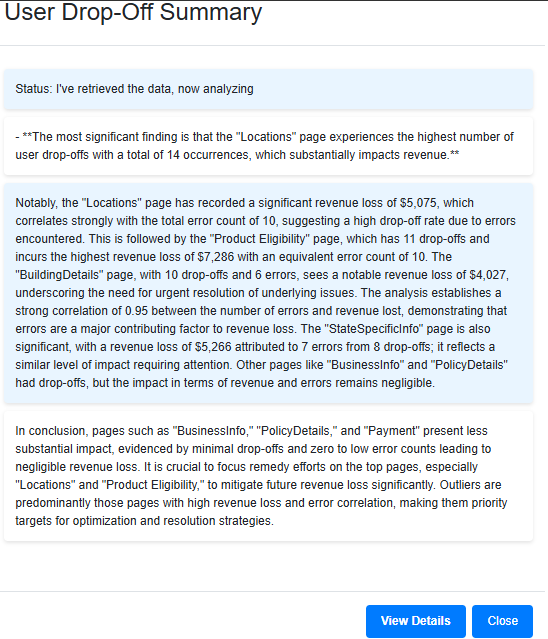 User Drop-Off Summary
Status: I've retrieved the data, now analyzing
- **The most significant finding is that the "Locations" page experiences the highest number of
user drop-offs with a total of 14 occurrences, which substantially impacts revenue.**
Notably, the "Locations" page has recorded a significant revenue loss of $5,075, which
correlates strongly with the total error count of 10, suggesting a high drop-off rate due to errors
encountered. This is followed by the "Product Eligibility" page, which has 11 drop-offs and
incurs the highest revenue loss of $7,286 with an equivalent error count of 10. The
"BuildingDetails" page, with 10 drop-offs and 6 errors, sees a notable revenue loss of $4,027,
underscoring the need for urgent resolution of underlying issues. The analysis establishes a
strong correlation of 0.95 between the number of errors and revenue lost, demonstrating that
errors are a major contributing factor to revenue loss. The "StateSpecificInfo" page is also
significant, with a revenue loss of $5,266 attributed to 7 errors from 8 drop-offs; it reflects a
similar level of impact requiring attention. Other pages like "BusinessInfo" and "PolicyDetails"
had drop-offs, but the impact in terms of revenue and errors remains negligible.
In conclusion, pages such as "BusinessInfo," "PolicyDetails," and "Payment" present less
substantial impact, evidenced by minimal drop-offs and zero to low error counts leading to
negligible revenue loss. It is crucial to focus remedy efforts on the top pages, especially
"Locations" and "Product Eligibility," to mitigate future revenue loss significantly. Outliers are
predominantly those pages with high revenue loss and error correlation, making them priority
targets for optimization and resolution strategies.
View Details Close